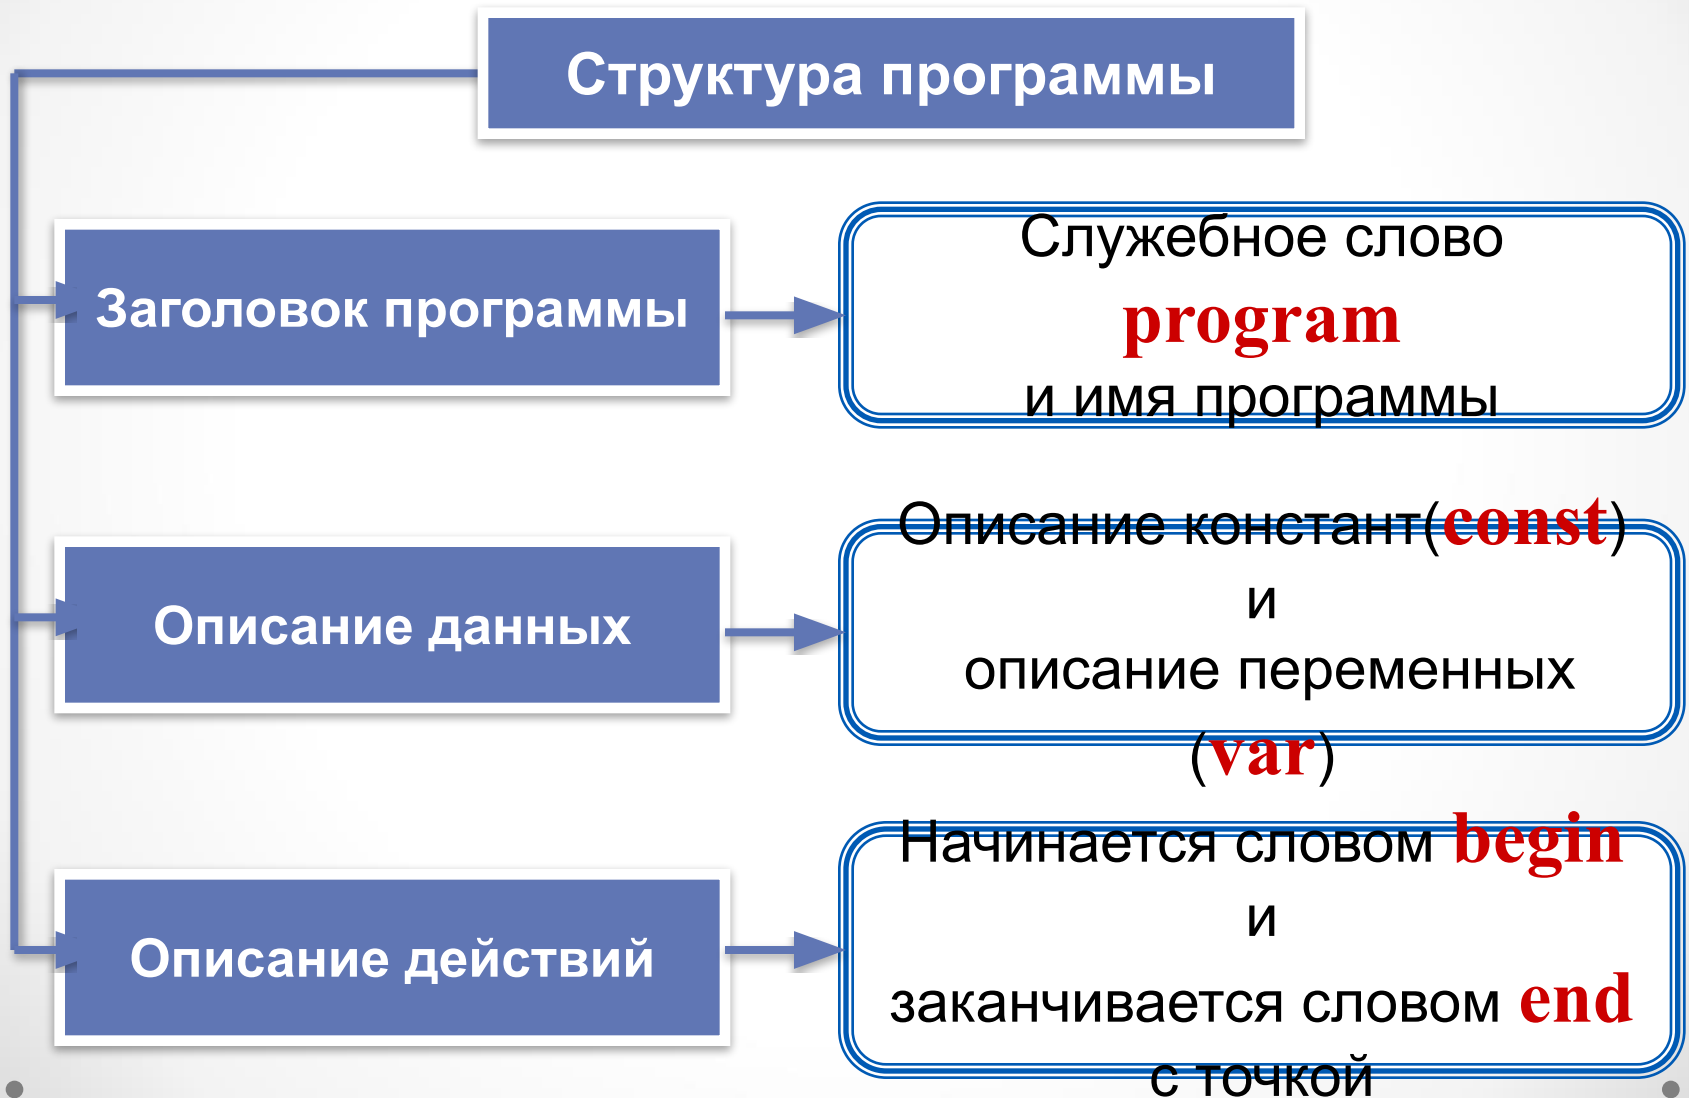 Структура программы
Заголовок программы
Служебное слово
program
и имя программы
Описание данных
Описание констант(const)
и
описание переменных
(var)
Описание действий
Начинается словом begin
и
заканчивается словом end
с точкой